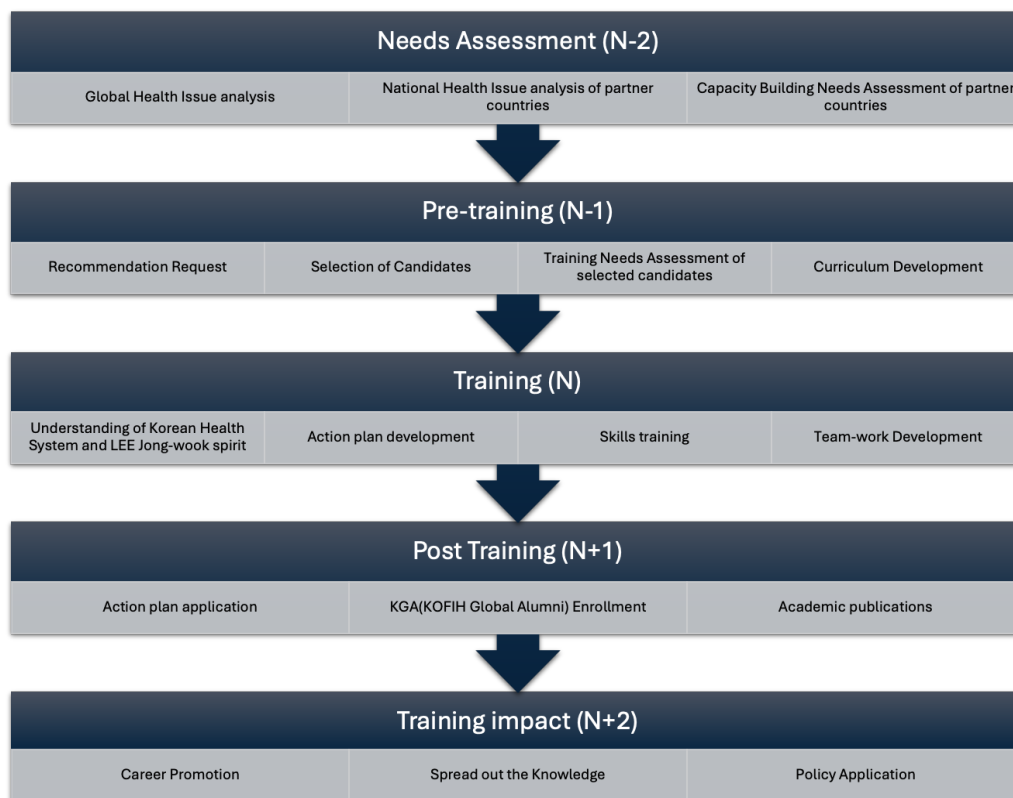 Needs Assessment (N-2)
Global Health Issue analysis
National Health Issue analysis of partner
countries
Capacity Building Needs Assessment of partner
countries
Pre-training (N-1)
Recommendation Request
Selection of Candidates
Training Needs Assessment of
selected candidates
Curriculum Development
Training (N)
Understanding of Korean Health
System and LEE Jong-wook spirit
Action plan development
Skills training
Team-work Development
Post Training (N+1)
Action plan application
KGA(KOFIH Global Alumni) Enrollment
Academic publications
Training impact (N+2)
Career Promotion
Spread out the Knowledge
Policy Application